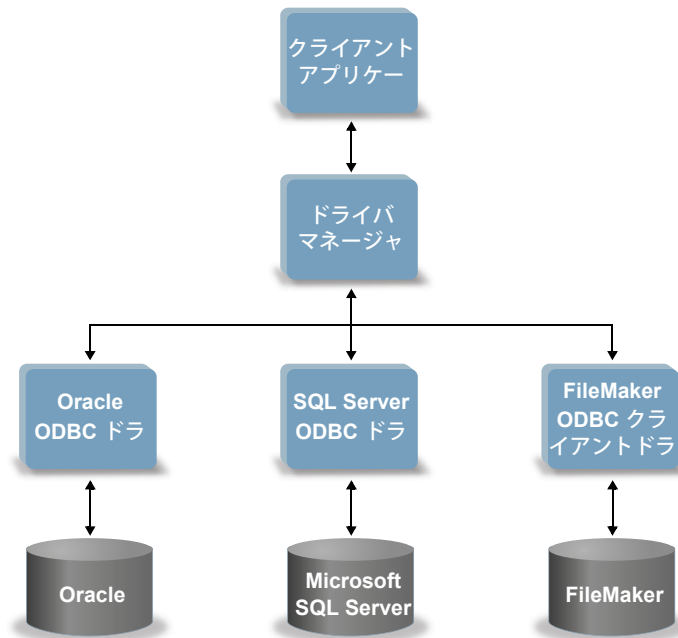 クライアント
アプリケー
ドライバ
マネージャ
Oracle
ODBC ドラ
SQL Server
ODBC ドラ
FileMaker
ODBC クラ
イアントドラ
Oracle
Microsoft
SQL Server
FileMaker